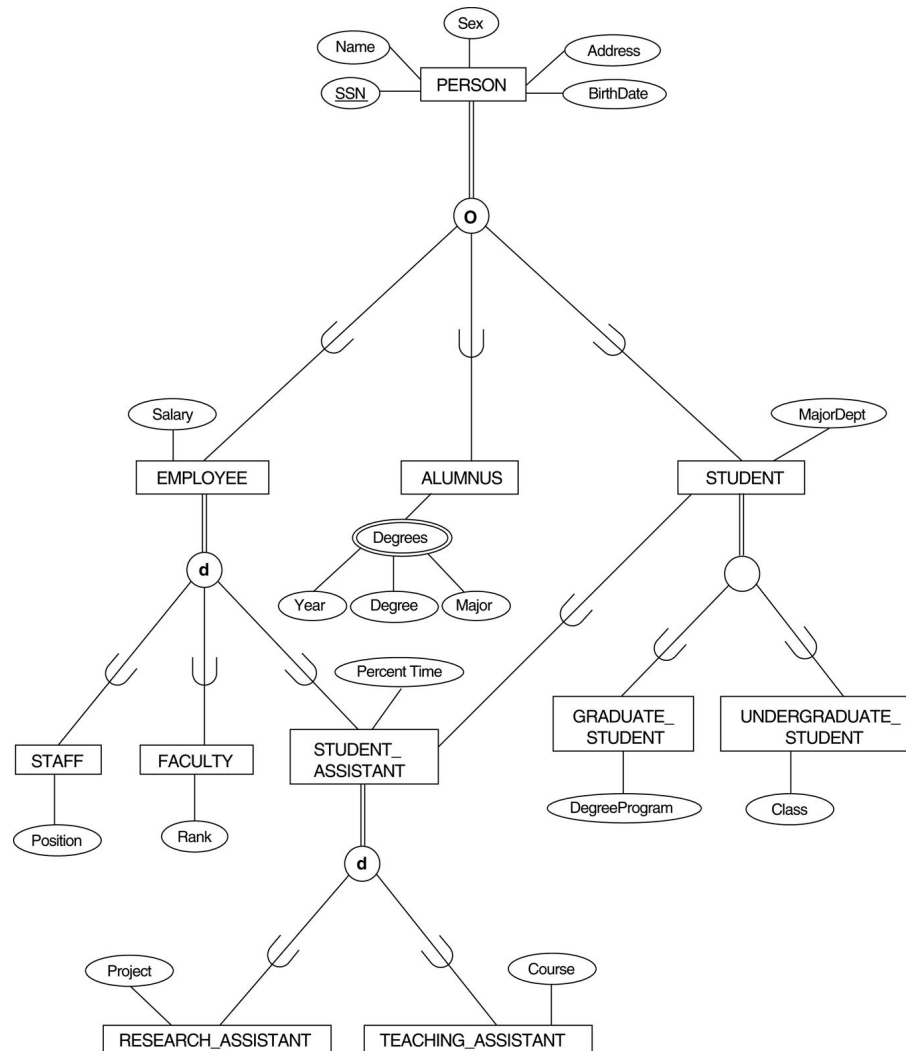 Sex
Name
Address
PERSON
SSN
BirthDate
O
Salary
MajorDept
EMPLOYEE
ALUMNUS
STUDENT
Degrees
d
Year
Degree
Major
Percent Time
GRADUATE_
STUDENT
UNDERGRADUATE_
STUDENT
STAFF
FACULTY
STUDENT_
ASSISTANT
DegreeProgram
Class
Position
Rank
d
Project
Course
RESEARCH_ASSISTANT
TEACHING_ASSISTANT